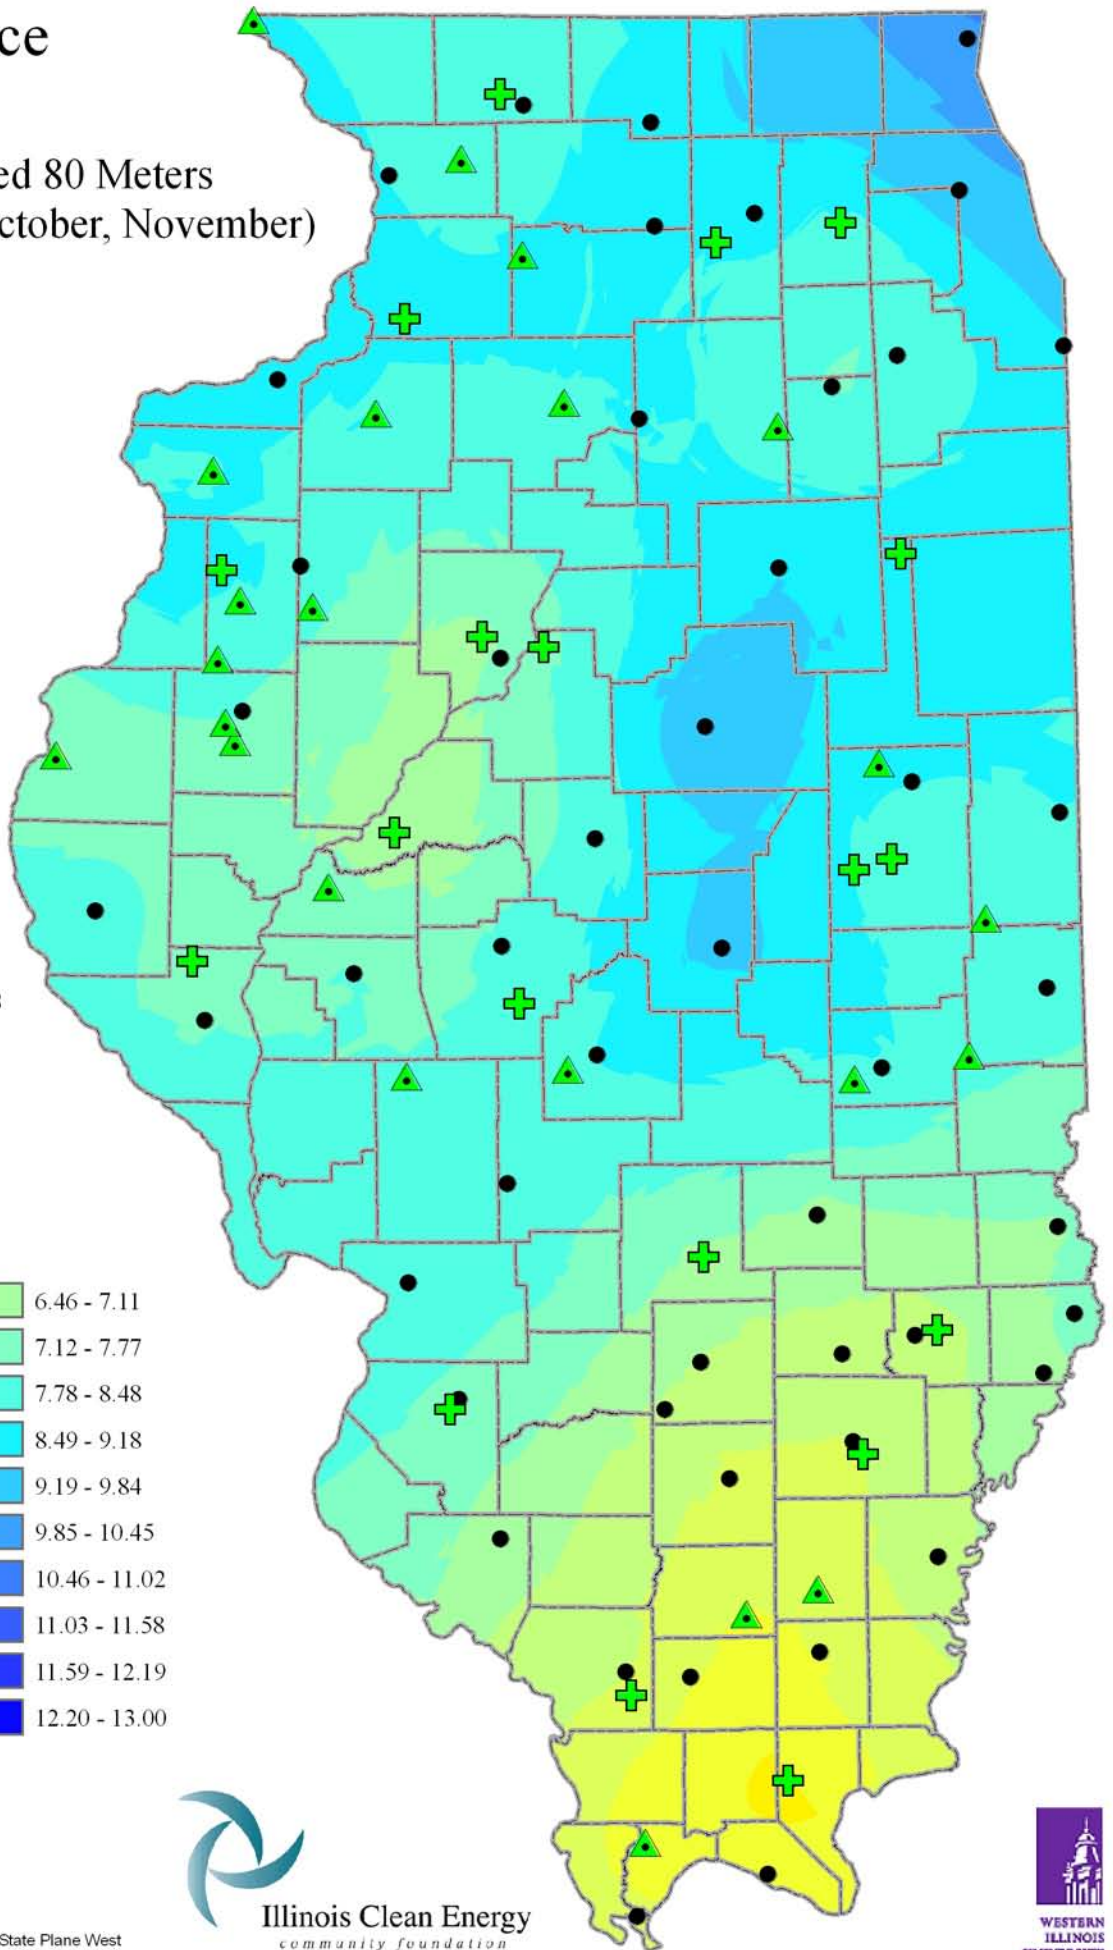 ce
ed 80 Meters
ctober, November)
6.46 - 7.11
7.12 - 7.77
7.78 - 8.48
8.49 - 9.18
9.19 - 9.84
9.85 - 10.45
10.46 - 11.02
11.03 - 11.58
11.59 - 12.19
12.20 - 13.00
Illinois Clean Energy
community foundation
State Plane West
WESTERN
ILLINOIS